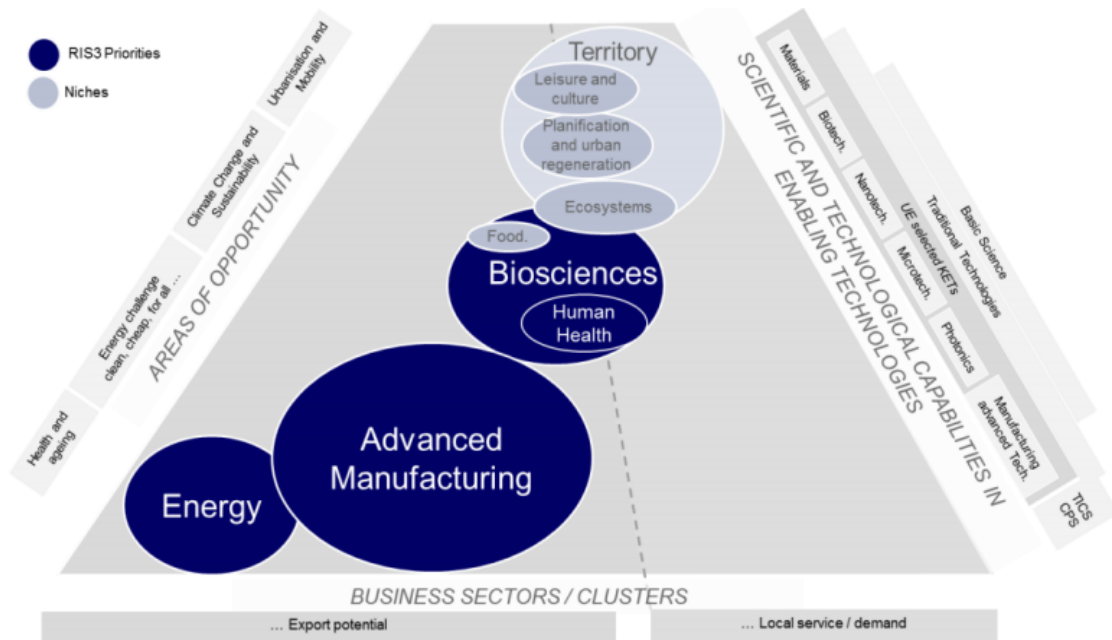 RIS3 Priorities
Niches
Urbanisation and
Mobility
Climate Change and
Sustainability
Energy challenge
clean, cheap, for all ...
Health and
ageing
AREAS OF OPPORTUNITY
Territory
Leisure and
culture
Planification
and urban
regeneration
Ecosystems
Food.
Biosciences
Human
Health
Advanced
Manufacturing
Energy
SCIENTIFIC AND TECHNOLOGICAL CAPABILITIES IN
ENABLING TECHNOLOGIES
Materials
Biotech.
Nanotech.
Microtech.
Photonics
Manufacturing
advanced Tech.
UE selected KETs
Traditional Technologies
Basic Science
TICS
CPS
BUSINESS SECTORS / CLUSTERS
... Export potential
... Local service / demand